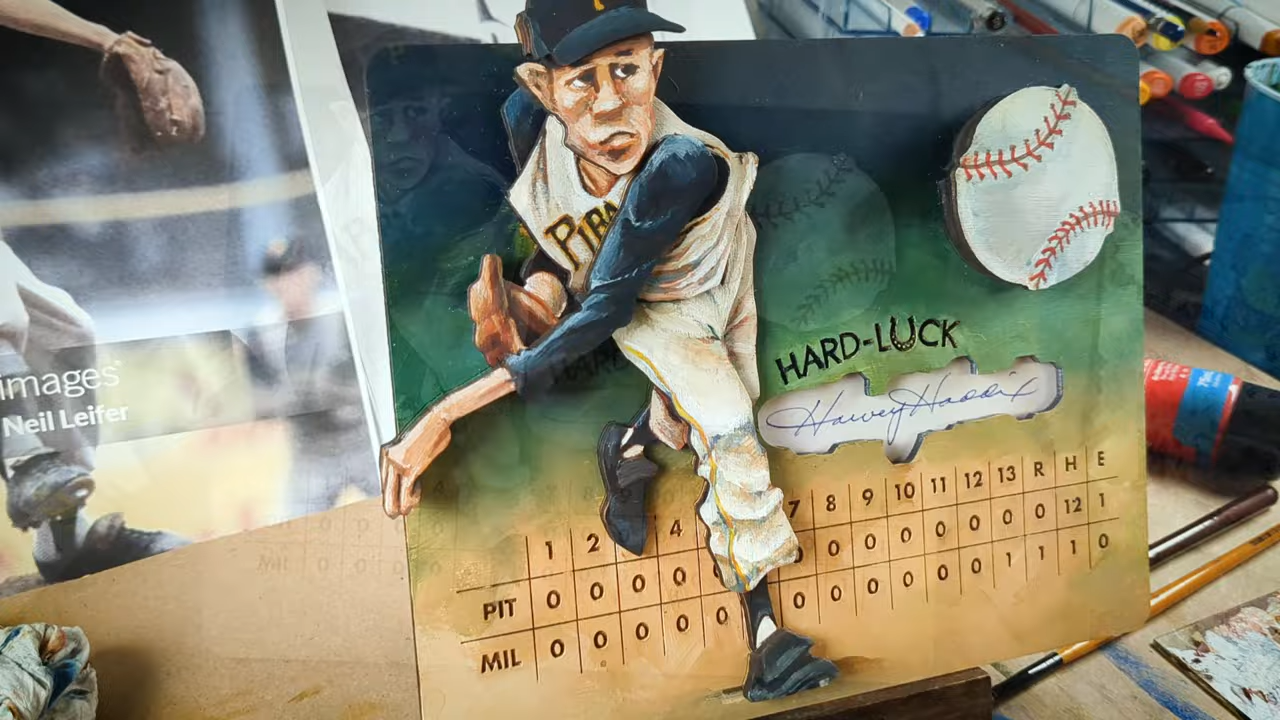 images
Neil Leifer
PIRA
HARD-LUCK
Harvey Haddix
1 2 4 7 8 9 10 11 12 13 R H E
PIT 0 0 0 0 0 0 0 0 0 0 0 0 0 12 1
MIL 0 0 0 0 0 0 0 0 0 0 0 1 1 1 0